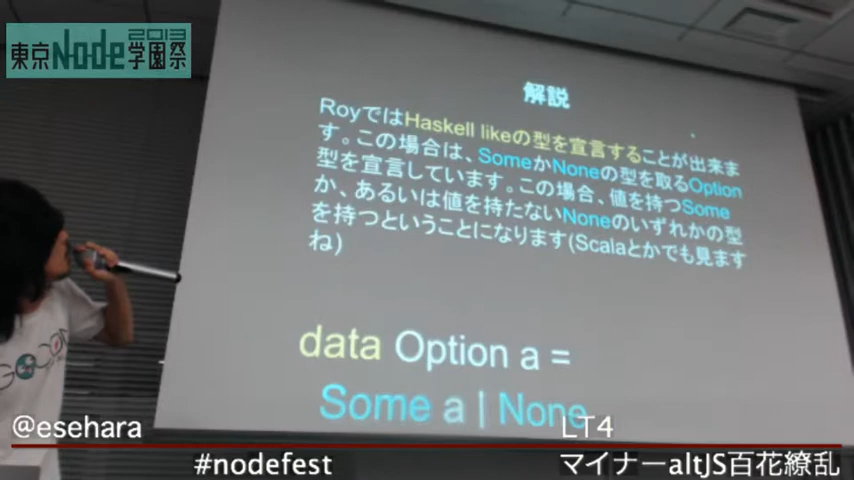 東京Node学園祭
2013
解説
RoyではHaskell likeの型を宣言することが出来ま
す。この場合は、SomeかNoneの型を取るOption
型を宣言しています。この場合、値を持つSome
か、あるいは値を持たないNoneのいずれかの型
を持つということになります(Scalaとかでも見ます
ね)
data Option a =
Some a | None
@esehara
LT4
#nodefest
マイナーaltJS百花繚乱